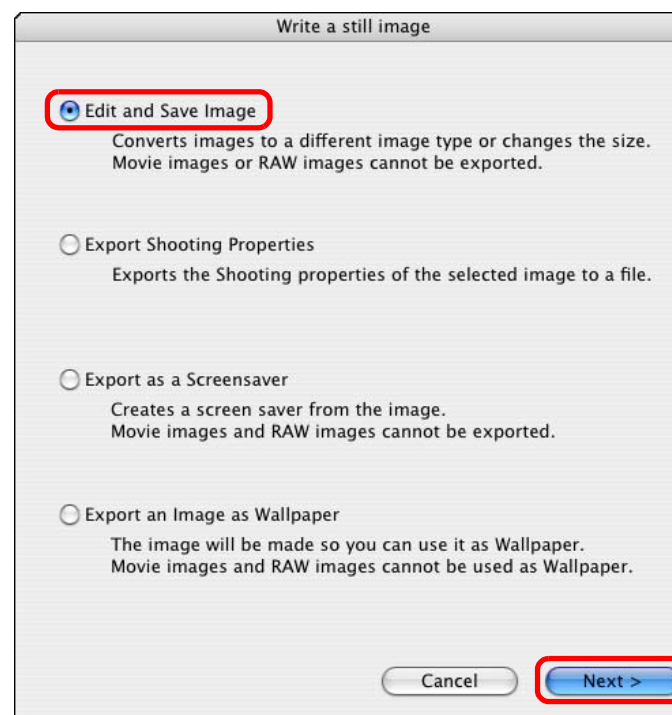 Write a still image
Edit and Save Image
Converts images to a different image type or changes the size.
Movie images or RAW images cannot be exported.
Export Shooting Properties
Exports the Shooting properties of the selected image to a file.
Export as a Screensaver
Creates a screen saver from the image.
Movie images and RAW images cannot be exported.
Export an Image as Wallpaper
The image will be made so you can use it as Wallpaper.
Movie images and RAW images cannot be used as Wallpaper.
Cancel Next >